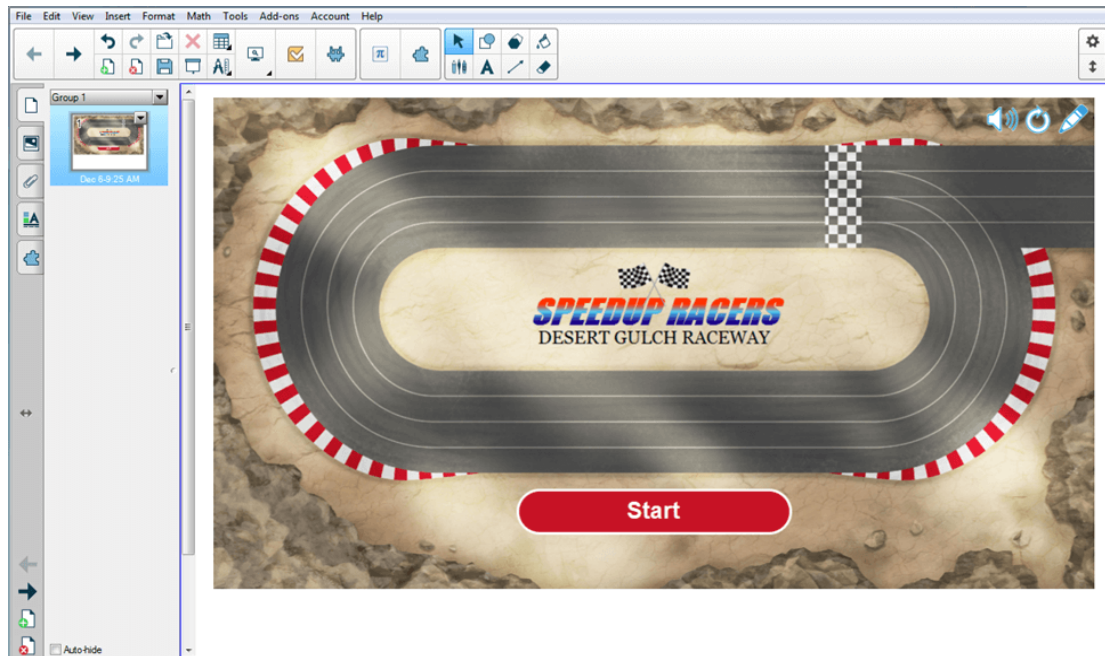 File Edit View Insert Format Math Tools Add-ons Account Help
π
A
Group 1
1
Dec 6-9:25 AM
SPEEDUP RACERS
DESERT GULCH RACEWAY
Start
Auto-hide